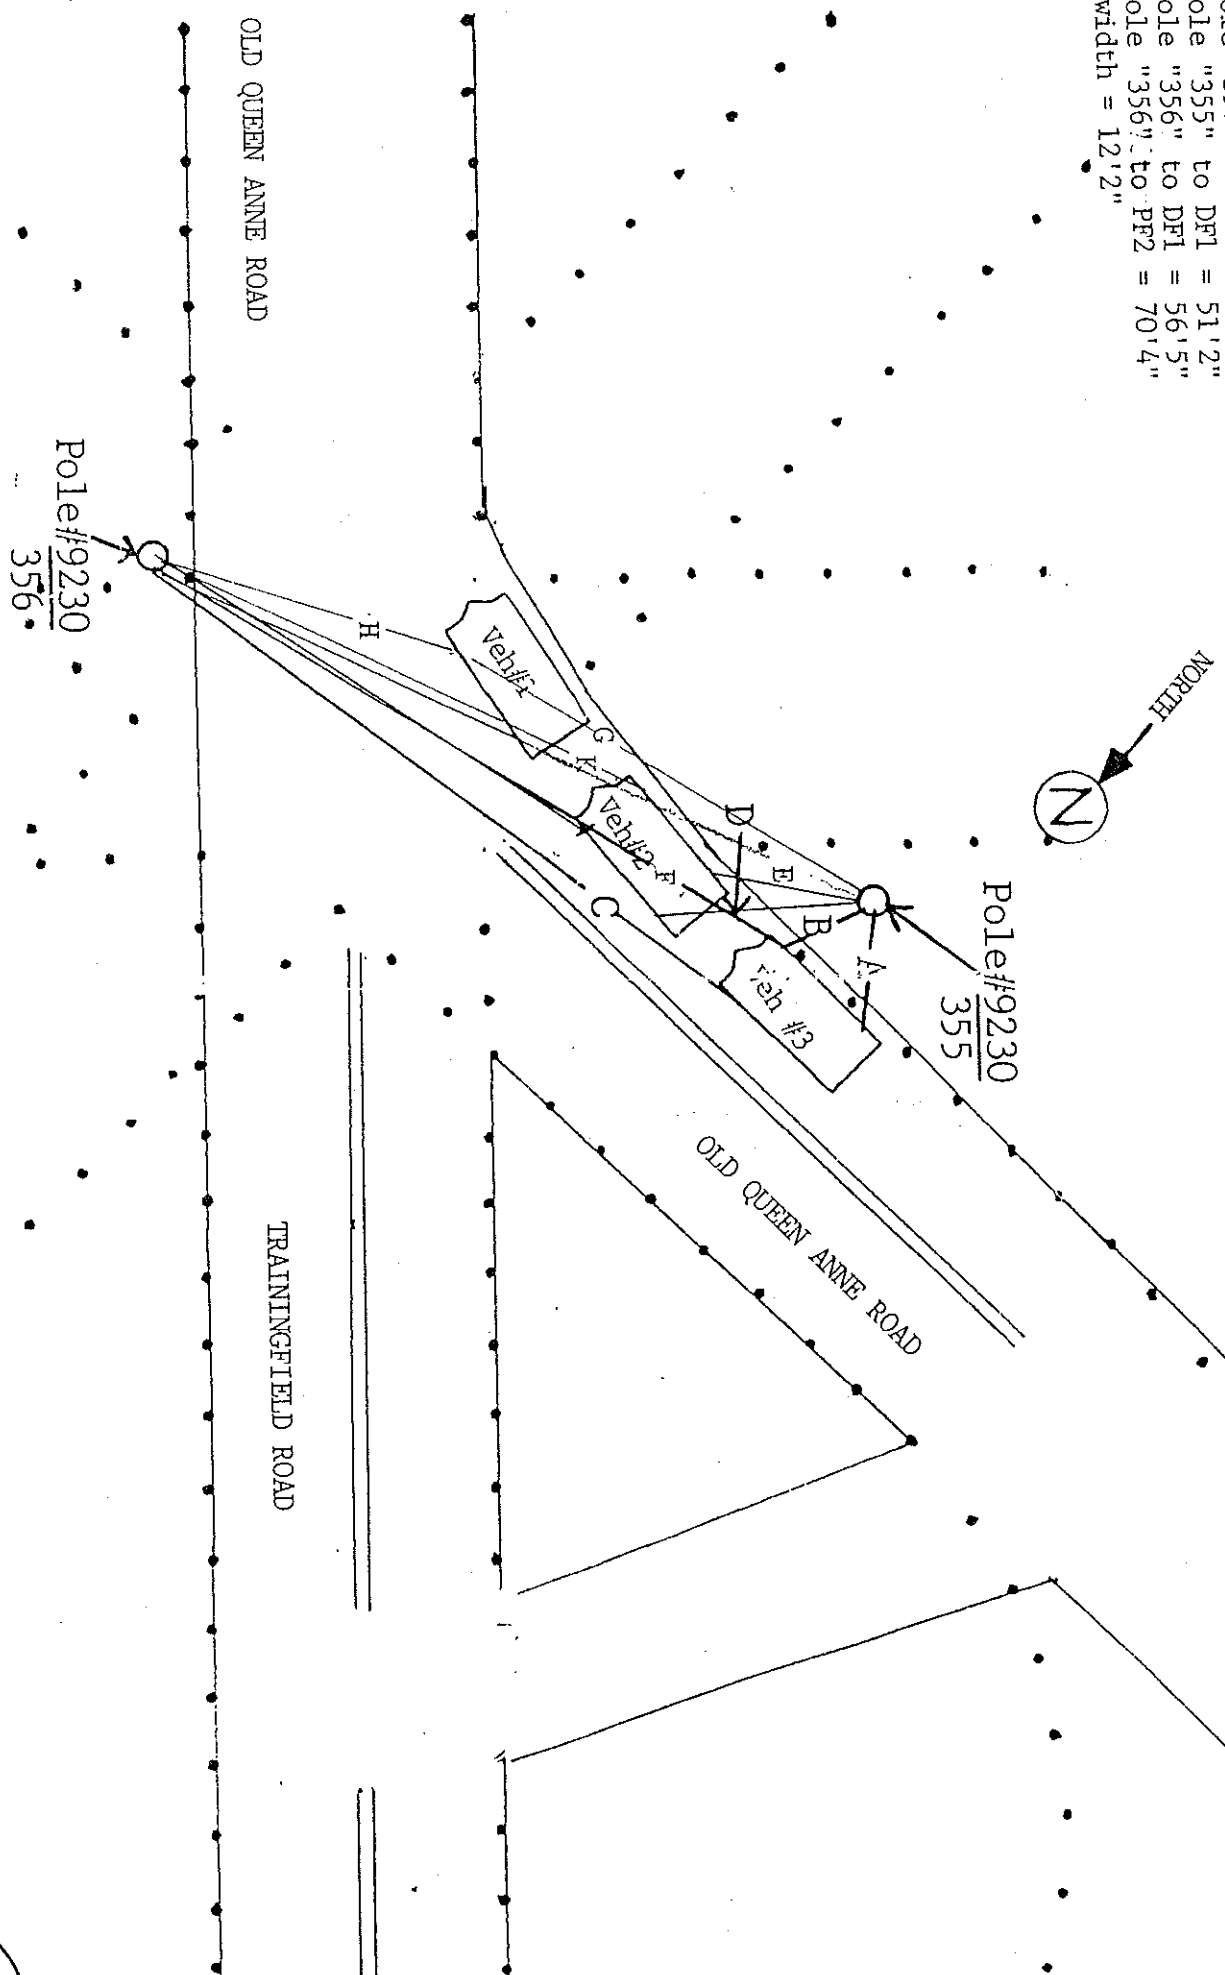 ole "355" to DF1 = 51'2"
ole "356" to DF1 = 56'5"
ole "356" to PF2 = 70'4"
width = 12'2"
NORTH
N
Pole#9230
355
OLD QUEEN ANNE ROAD
Pole#9230
356
H
Veh#1
G
K
Veh#2
F
D
E
B
A
C
Veh #3
OLD QUEEN ANNE ROAD
TRAININGFIELD ROAD